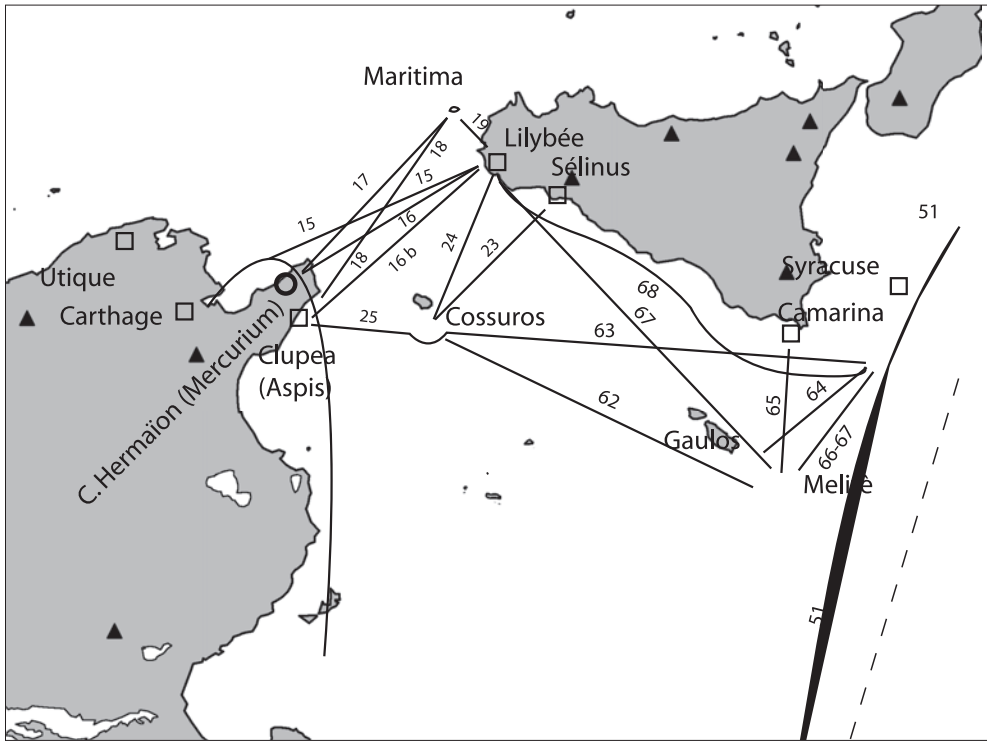 Maritima
19
Lilybée
18
17
15
Sélinus
15
16
51
24
23
18
16 b
Utique
Syracuse
68
Carthage
25
Cossuros
67
63
Camarina
C. Hermaïon (Mercurium)
Clupea
(Aspis)
62
65
64
Gaulos
66-67
Melitè
51